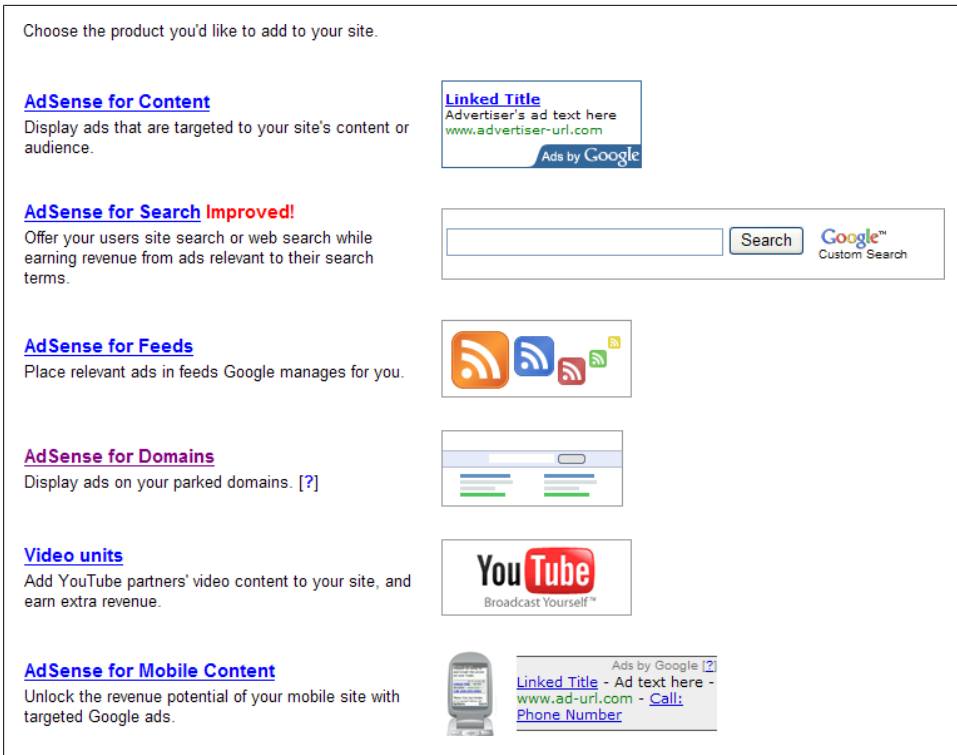 Choose the product you'd like to add to your site.
AdSense for Content
Display ads that are targeted to your site's content or
audience.
Linked Title
Advertiser's ad text here
www.advertiser-url.com
Ads by Google
AdSense for Search Improved!
Offer your users site search or web search while
earning revenue from ads relevant to their search
terms.
Search
Google™
Custom Search
AdSense for Feeds
Place relevant ads in feeds Google manages for you.
AdSense for Domains
Display ads on your parked domains. [?]
Video units
Add YouTube partners' video content to your site, and
earn extra revenue.
YouTube
Broadcast Yourself™
AdSense for Mobile Content
Unlock the revenue potential of your mobile site with
targeted Google ads.
Ads by Google [?]
Linked Title - Ad text here -
www.ad-url.com - Call:
Phone Number